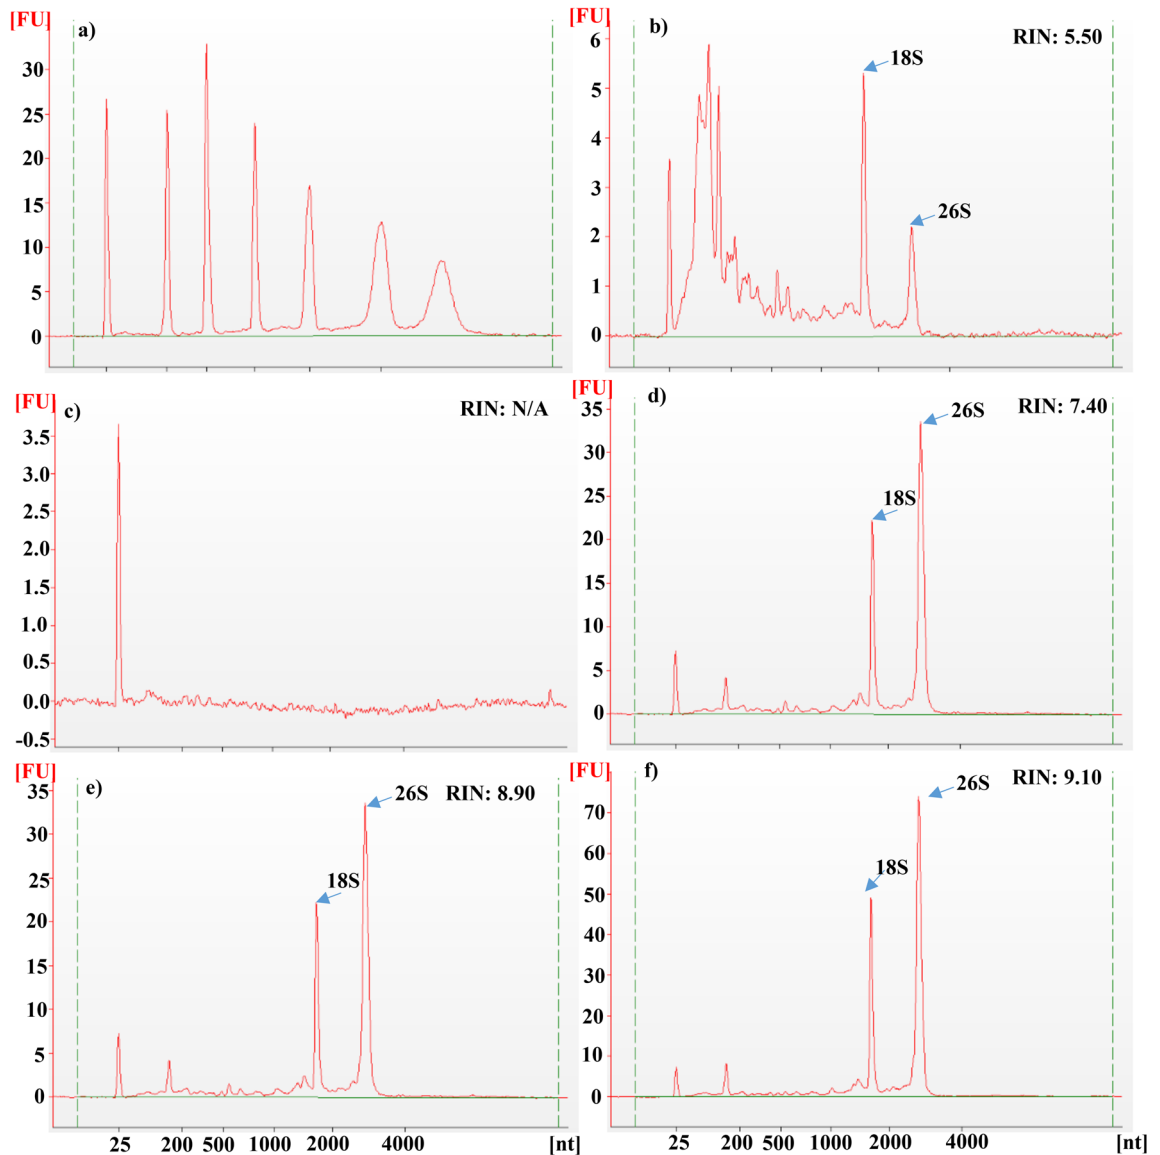 [FU]
a)
30
25
20
15
10
5
0
[FU]
b)
RIN: 5.50
18S
26S
6
5
4
3
2
1
0
[FU]
c)
RIN: N/A
3.5
3.0
2.5
2.0
1.5
1.0
0.5
0.0
-0.5
[FU]
d)
RIN: 7.40
26S
18S
35
30
25
20
15
10
5
0
[FU]
e)
RIN: 8.90
26S
18S
35
30
25
20
15
10
5
0
25 200 500 1000 2000 4000 [nt]
[FU]
f)
RIN: 9.10
26S
18S
70
60
50
40
30
20
10
0
25 200 500 1000 2000 4000 [nt]